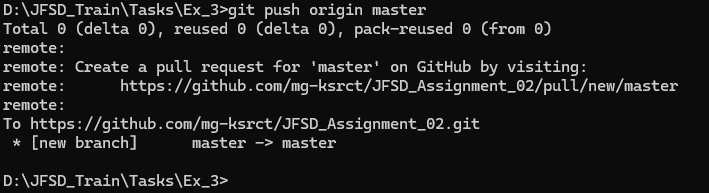 D:\JFSD_Train\Tasks\Ex_3>git push origin master
Total 0 (delta 0), reused 0 (delta 0), pack-reused 0 (from 0)
remote:
remote: Create a pull request for 'master' on GitHub by visiting:
remote:      https://github.com/mg-ksrct/JFSD_Assignment_02/pull/new/master
remote:
To https://github.com/mg-ksrct/JFSD_Assignment_02.git
 * [new branch]      master -> master
D:\JFSD_Train\Tasks\Ex_3>